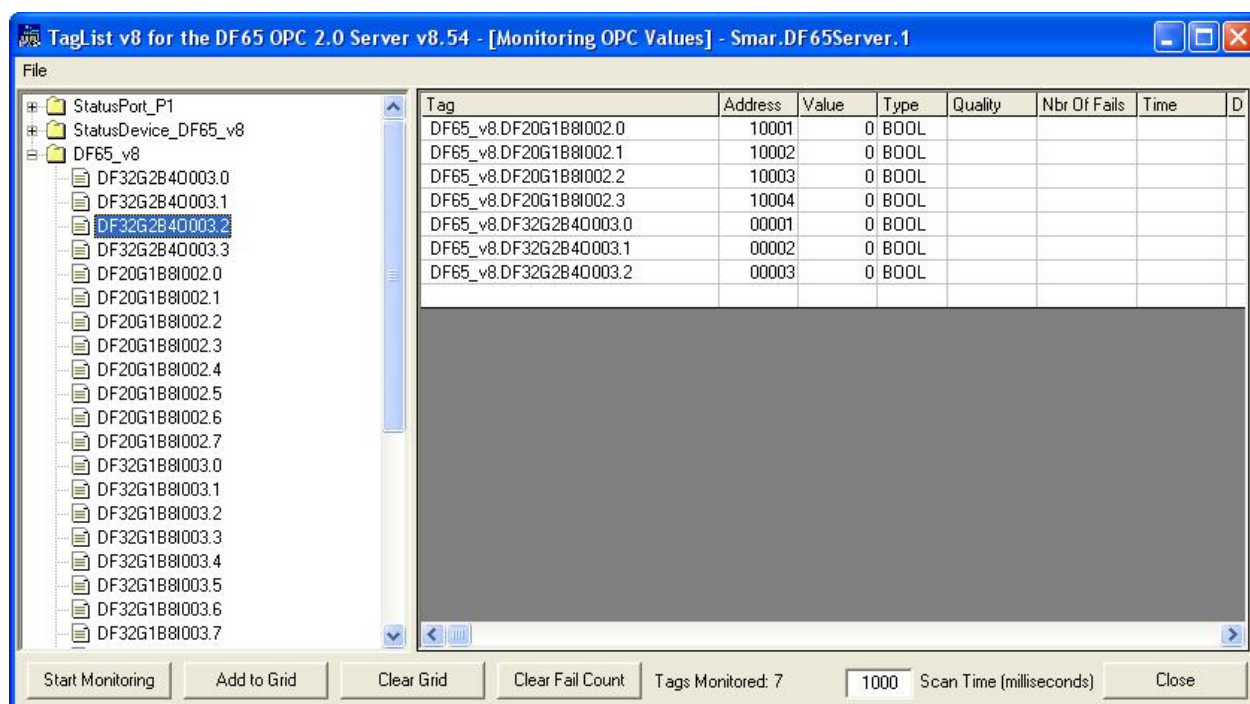 TagList v8 for the DF65 OPC 2.0 Server v8.54 - [Monitoring OPC Values] - Smar.DF65Server.1
File
StatusPort_P1
StatusDevice_DF65_v8
DF65_v8
DF32G2B4O003.0
DF32G2B4O003.1
DF32G2B4O003.2
DF32G2B4O003.3
DF20G1B8I002.0
DF20G1B8I002.1
DF20G1B8I002.2
DF20G1B8I002.3
DF20G1B8I002.4
DF20G1B8I002.5
DF20G1B8I002.6
DF20G1B8I002.7
DF32G1B8I003.0
DF32G1B8I003.1
DF32G1B8I003.2
DF32G1B8I003.3
DF32G1B8I003.4
DF32G1B8I003.5
DF32G1B8I003.6
DF32G1B8I003.7
Tag Address Value Type Quality Nbr Of Fails Time D
DF65_v8.DF20G1B8I002.0 10001 0 BOOL
DF65_v8.DF20G1B8I002.1 10002 0 BOOL
DF65_v8.DF20G1B8I002.2 10003 0 BOOL
DF65_v8.DF20G1B8I002.3 10004 0 BOOL
DF65_v8.DF32G2B4O003.0 00001 0 BOOL
DF65_v8.DF32G2B4O003.1 00002 0 BOOL
DF65_v8.DF32G2B4O003.2 00003 0 BOOL
Start Monitoring Add to Grid Clear Grid Clear Fail Count Tags Monitored: 7 1000 Scan Time (milliseconds) Close